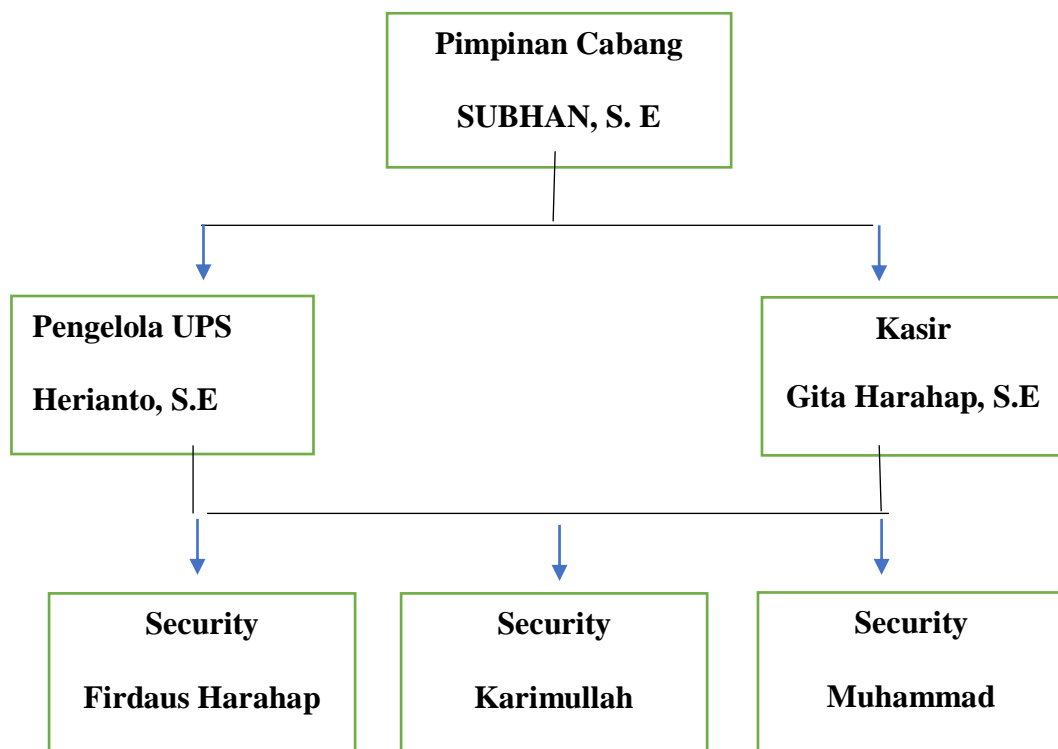 Pimpinan Cabang
SUBHAN, S. E
Pengelola UPS
Herianto, S.E
Kasir
Gita Harahap, S.E
Security
Firdaus Harahap
Security
Karimullah
Security
Muhammad